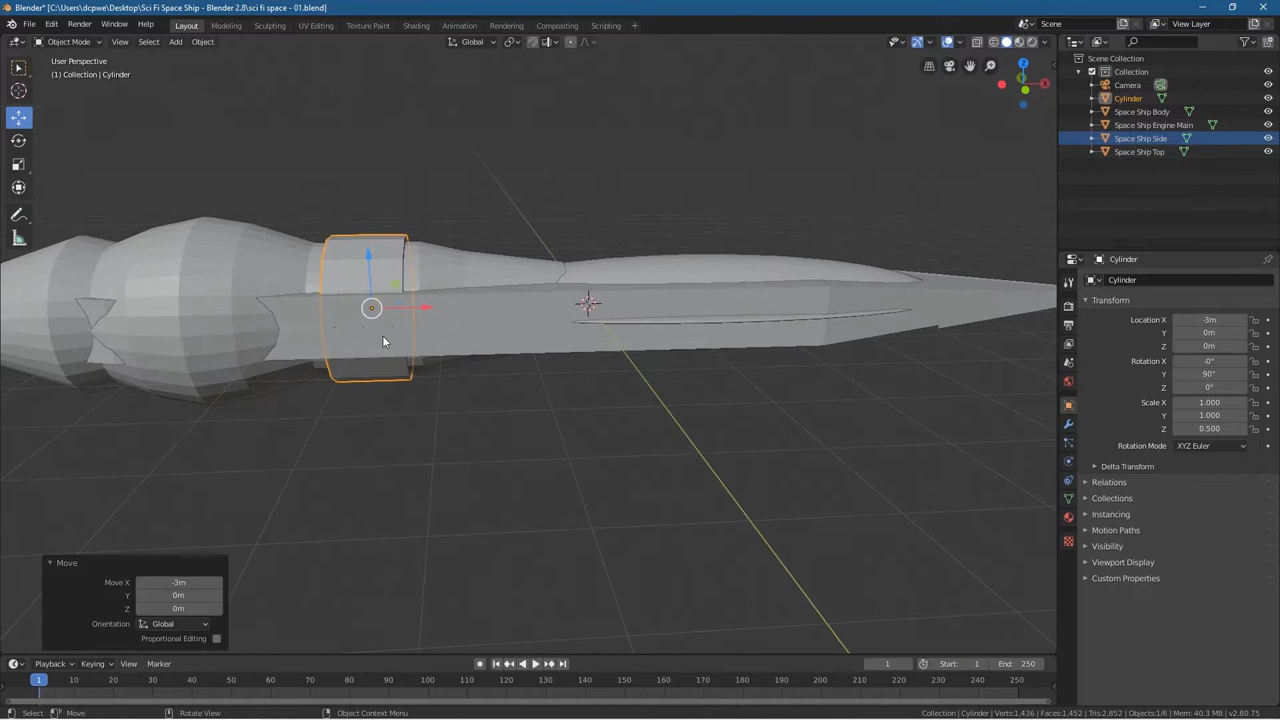 Blender* [C:\Users\dcpwe\Desktop\Sci Fi Space Ship - Blender 2.8\sci fi space - 01.blend]
File Edit Render Window Help Layout Modeling Sculpting UV Editing Texture Paint Shading Animation Rendering Compositing Scripting + Scene View Layer
Object Mode View Select Add Object Global
User Perspective
(1) Collection | Cylinder
Z
X
Scene Collection
Collection
Camera
Cylinder
Space Ship Body
Space Ship Engine Main
Space Ship Side
Space Ship Top
Cylinder
Cylinder
Transform
Location X -3m
Y 0m
Z 0m
Rotation X -0°
Y 90°
Z 0°
Scale X 1.000
Y 1.000
Z 0.500
Rotation Mode XYZ Euler
Delta Transform
Relations
Collections
Instancing
Motion Paths
Visibility
Viewport Display
Custom Properties
Move
Move X -3m
Y 0m
Z 0m
Orientation Global
Proportional Editing
Playback Keying View Marker 1 Start: 1 End: 250
1 10 20 30 40 50 60 70 80 90 100 110 120 130 140 150 160 170 180 190 200 210 220 230 240 250
Select Move Rotate View Object Context Menu Collection | Cylinder | Verts:1,436 | Faces:1,452 | Tris:2,852 | Objects:1/6 | Mem: 40.3 MB | v2.80.75